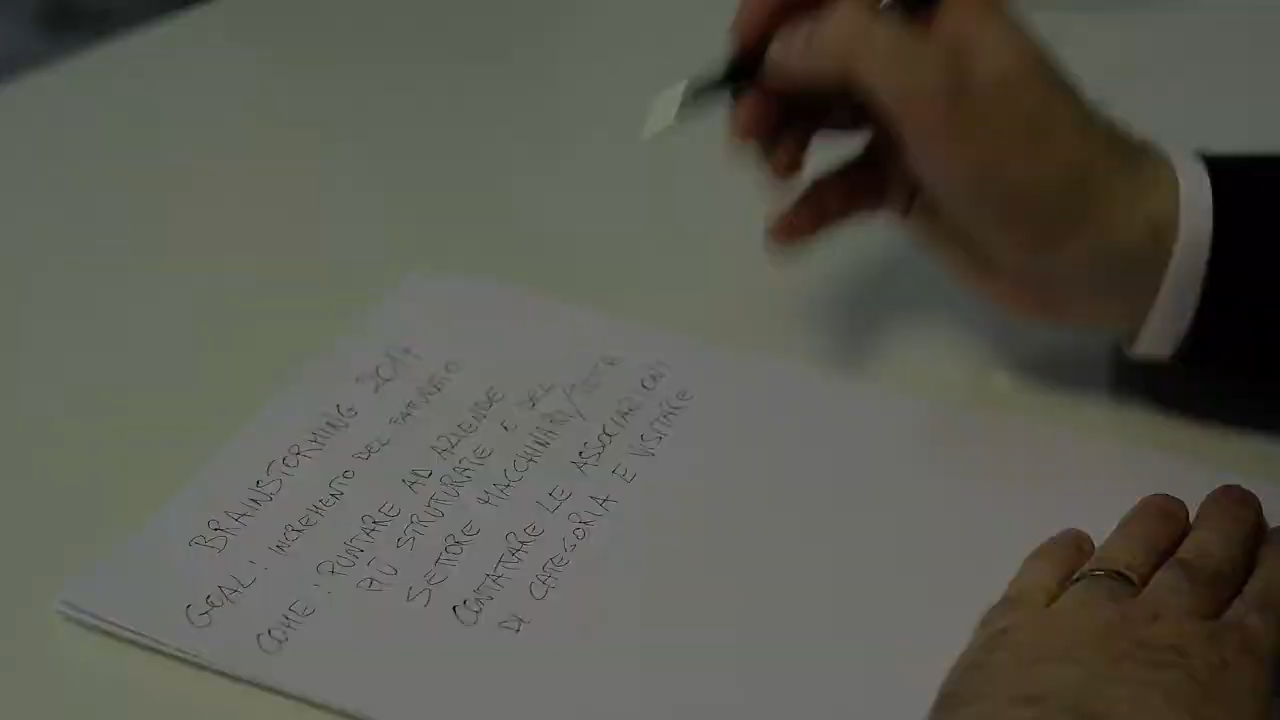 BRAINSTORMING 2014
GOAL: INCREMENTO DEL FATTURATO
COME: PUNTARE AD AZIENDE
PIÙ STRUTURATE E DEL
SETTORE MACCHINARI/
CONTATTARE LE ASSOCIAZIONI
DI CATEGORIA E VISITARE